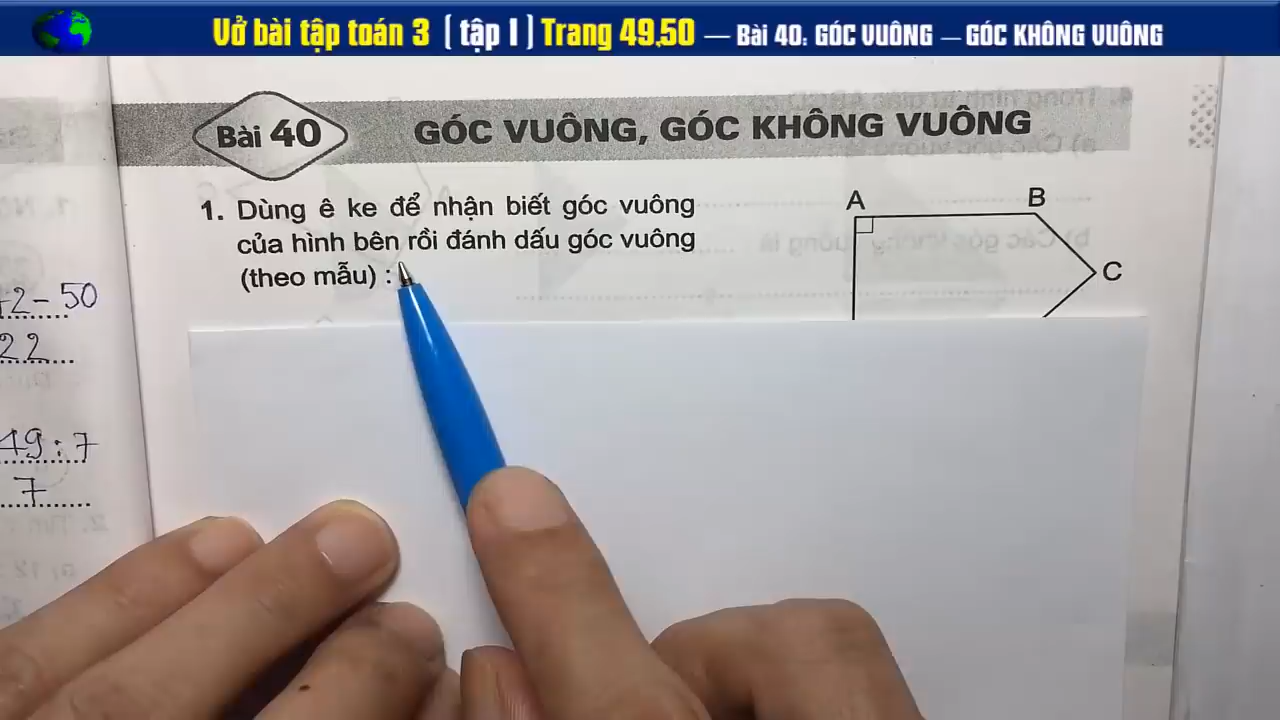 Vở bài tập toán 3 ( tập 1 ) Trang 49,50 — Bài 40: GÓC VUÔNG — GÓC KHÔNG VUÔNG
Bài 40 GÓC VUÔNG, GÓC KHÔNG VUÔNG
1. Dùng ê ke để nhận biết góc vuông
của hình bên rồi đánh dấu góc vuông
(theo mẫu) :
A B
C
2 - 50
22
49 : 7
7